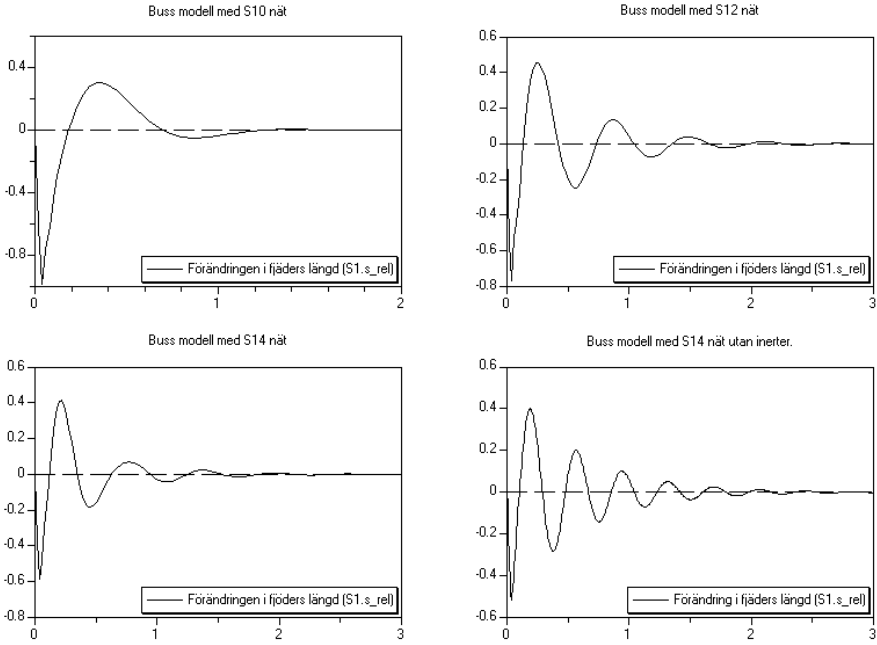 Buss modell med S10 nät
0.4
0
-0.4
-0.8
Förändringen i fjäders längd (S1.s_rel)
0 1 2
Buss modell med S12 nät
0.6
0.4
0.2
0
-0.2
-0.4
-0.6
-0.8
Förändringen i fjäders längd (S1.s_rel)
0 1 2 3
Buss modell med S14 nät
0.6
0.4
0.2
0
-0.2
-0.4
-0.6
-0.8
Förändringen i fjöders längd (S1.s_rel)
0 1 2 3
Buss modell med S14 nät utan inerter.
0.6
0.4
0.2
0
-0.2
-0.4
-0.6
Förändring i fjäders längd (S1.s_rel)
0 1 2 3